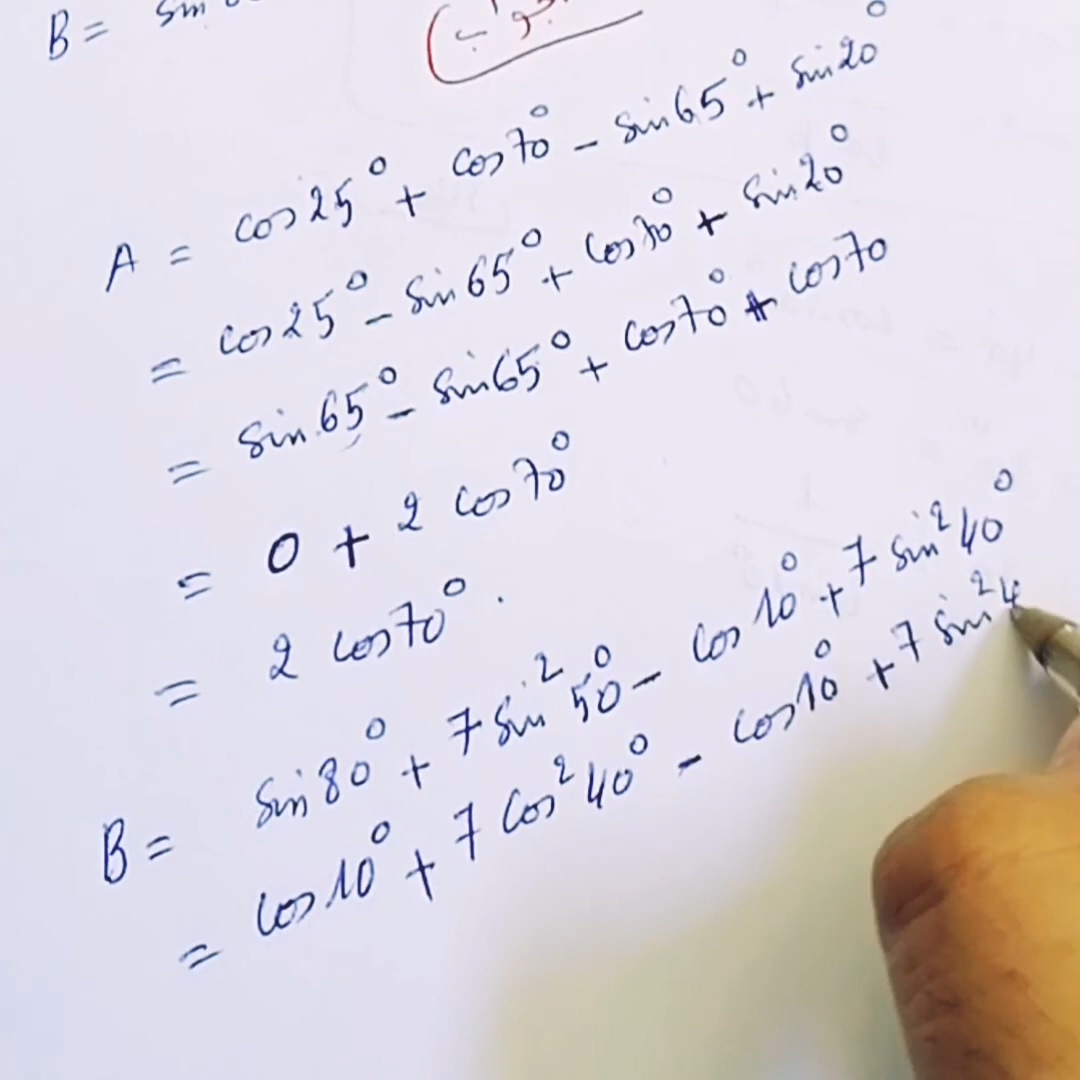 B = sin
A = cos25° + cos70° - sin65° + sin20°
= cos25° - sin65° + cos70° + sin20°
= sin65° - sin65° + cos70° + cos70
= 0 + 2 cos70°
= 2 cos70°.
B = sin80° + 7 sin²50° - cos10° + 7 sin²40°
= cos10° + 7 cos²40° - cos10° + 7 sin²4